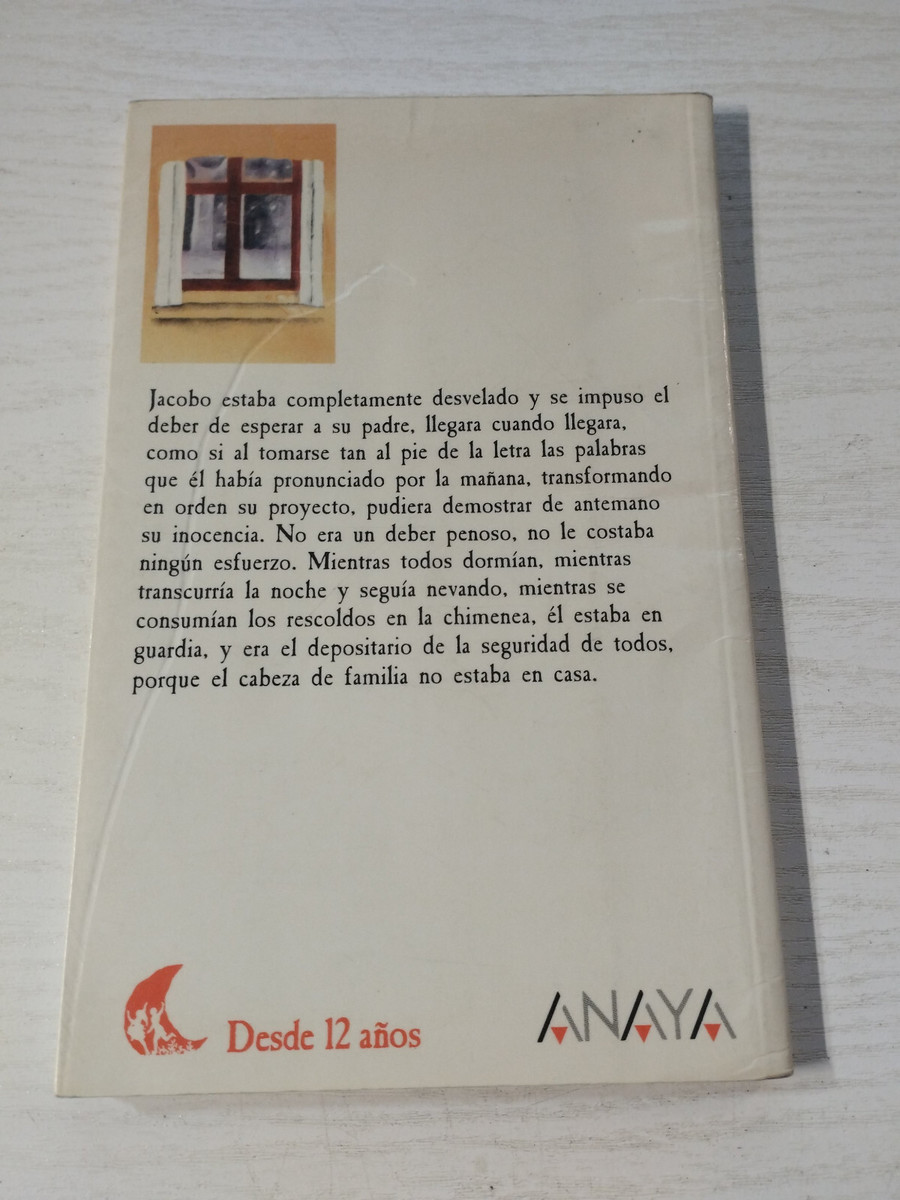 Jacobo estaba completamente desvelado y se impuso el
deber de esperar a su padre, llegara cuando llegara,
como si al tomarse tan al pie de la letra las palabras
que él había pronunciado por la mañana, transformando
en orden su proyecto, pudiera demostrar de antemano
su inocencia. No era un deber penoso, no le costaba
ningún esfuerzo. Mientras todos dormían, mientras
transcurría la noche y seguía nevando, mientras se
consumían los rescoldos en la chimenea, él estaba en
guardia, y era el depositario de la seguridad de todos,
porque el cabeza de familia no estaba en casa.
Desde 12 años
ANAYA